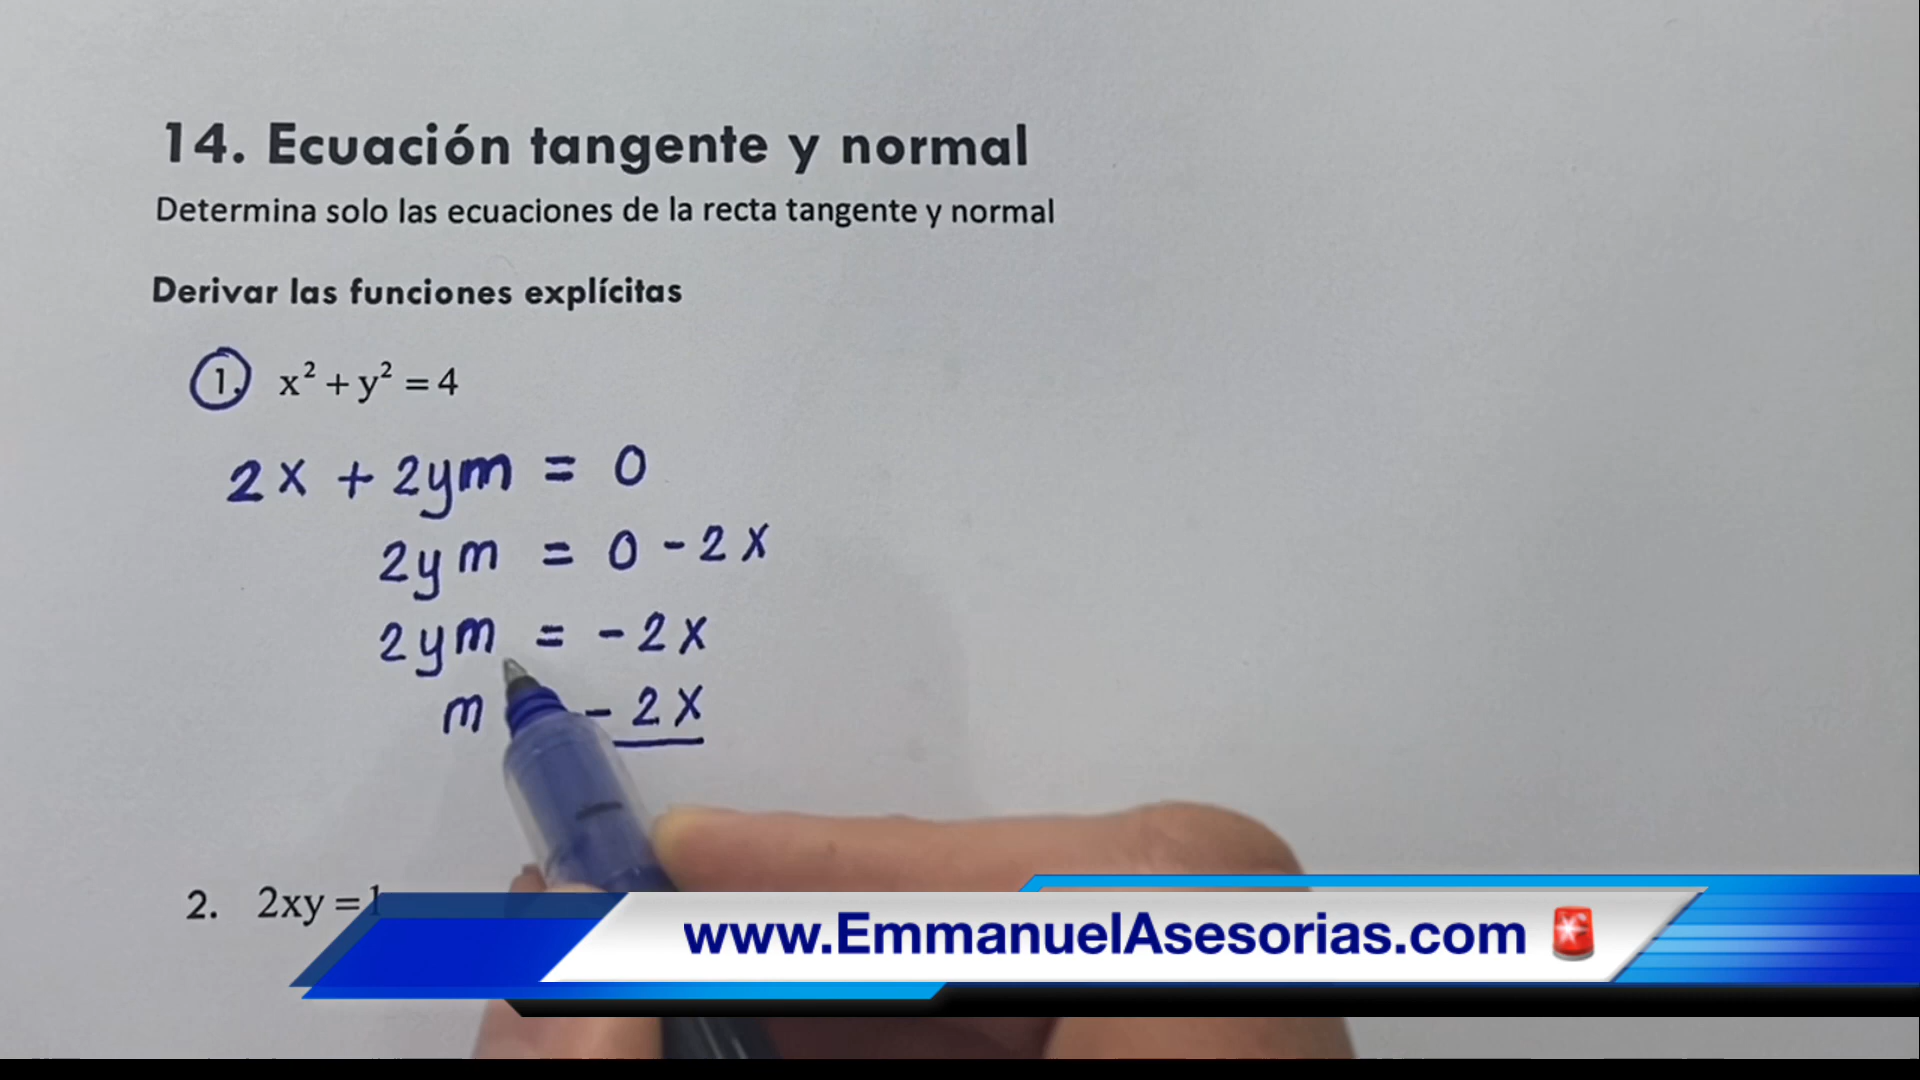 14. Ecuación tangente y normal
Determina solo las ecuaciones de la recta tangente y normal
Derivar las funciones explícitas
1. x² + y² = 4
2x + 2ym = 0
2ym = 0 - 2x
2ym = -2x
m - 2x
2. 2xy = 1
www.EmmanuelAsesorias.com